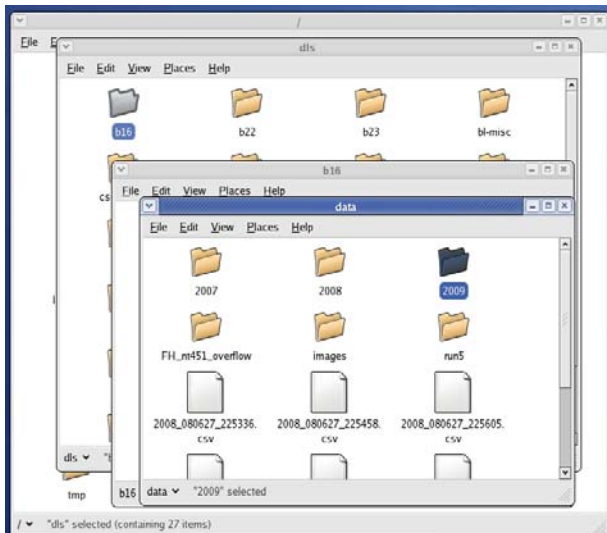 /
File E
dls
File Edit View Places Help
b16 b22 b23 bl-misc
cs
b16
File Edit View Places Help
data
File Edit View Places Help
2007 2008 2009
FH_nt451_overflow images run5
2008_080627_225336. 2008_080627_225458. 2008_080627_225605.
csv csv csv
dls "b
tmp
b16 data "2009" selected
/ "dls" selected (containing 27 items)